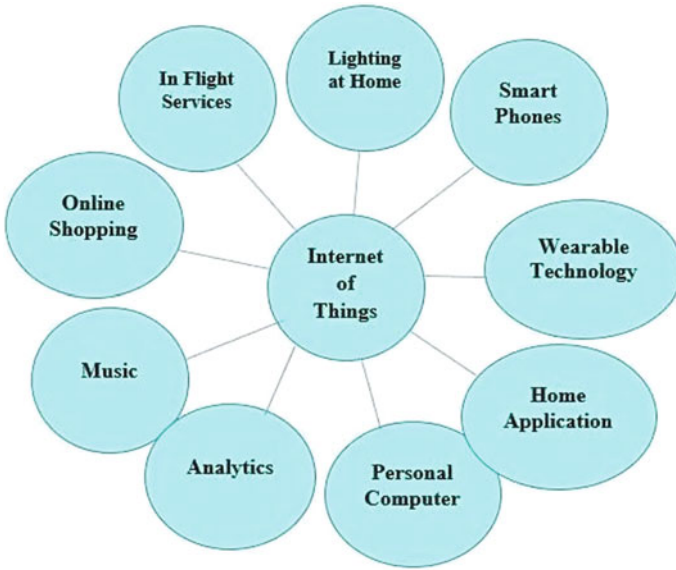 Lighting
at Home
In Flight
Services
Smart
Phones
Online
Shopping
Internet
of
Things
Wearable
Technology
Music
Home
Application
Analytics
Personal
Computer